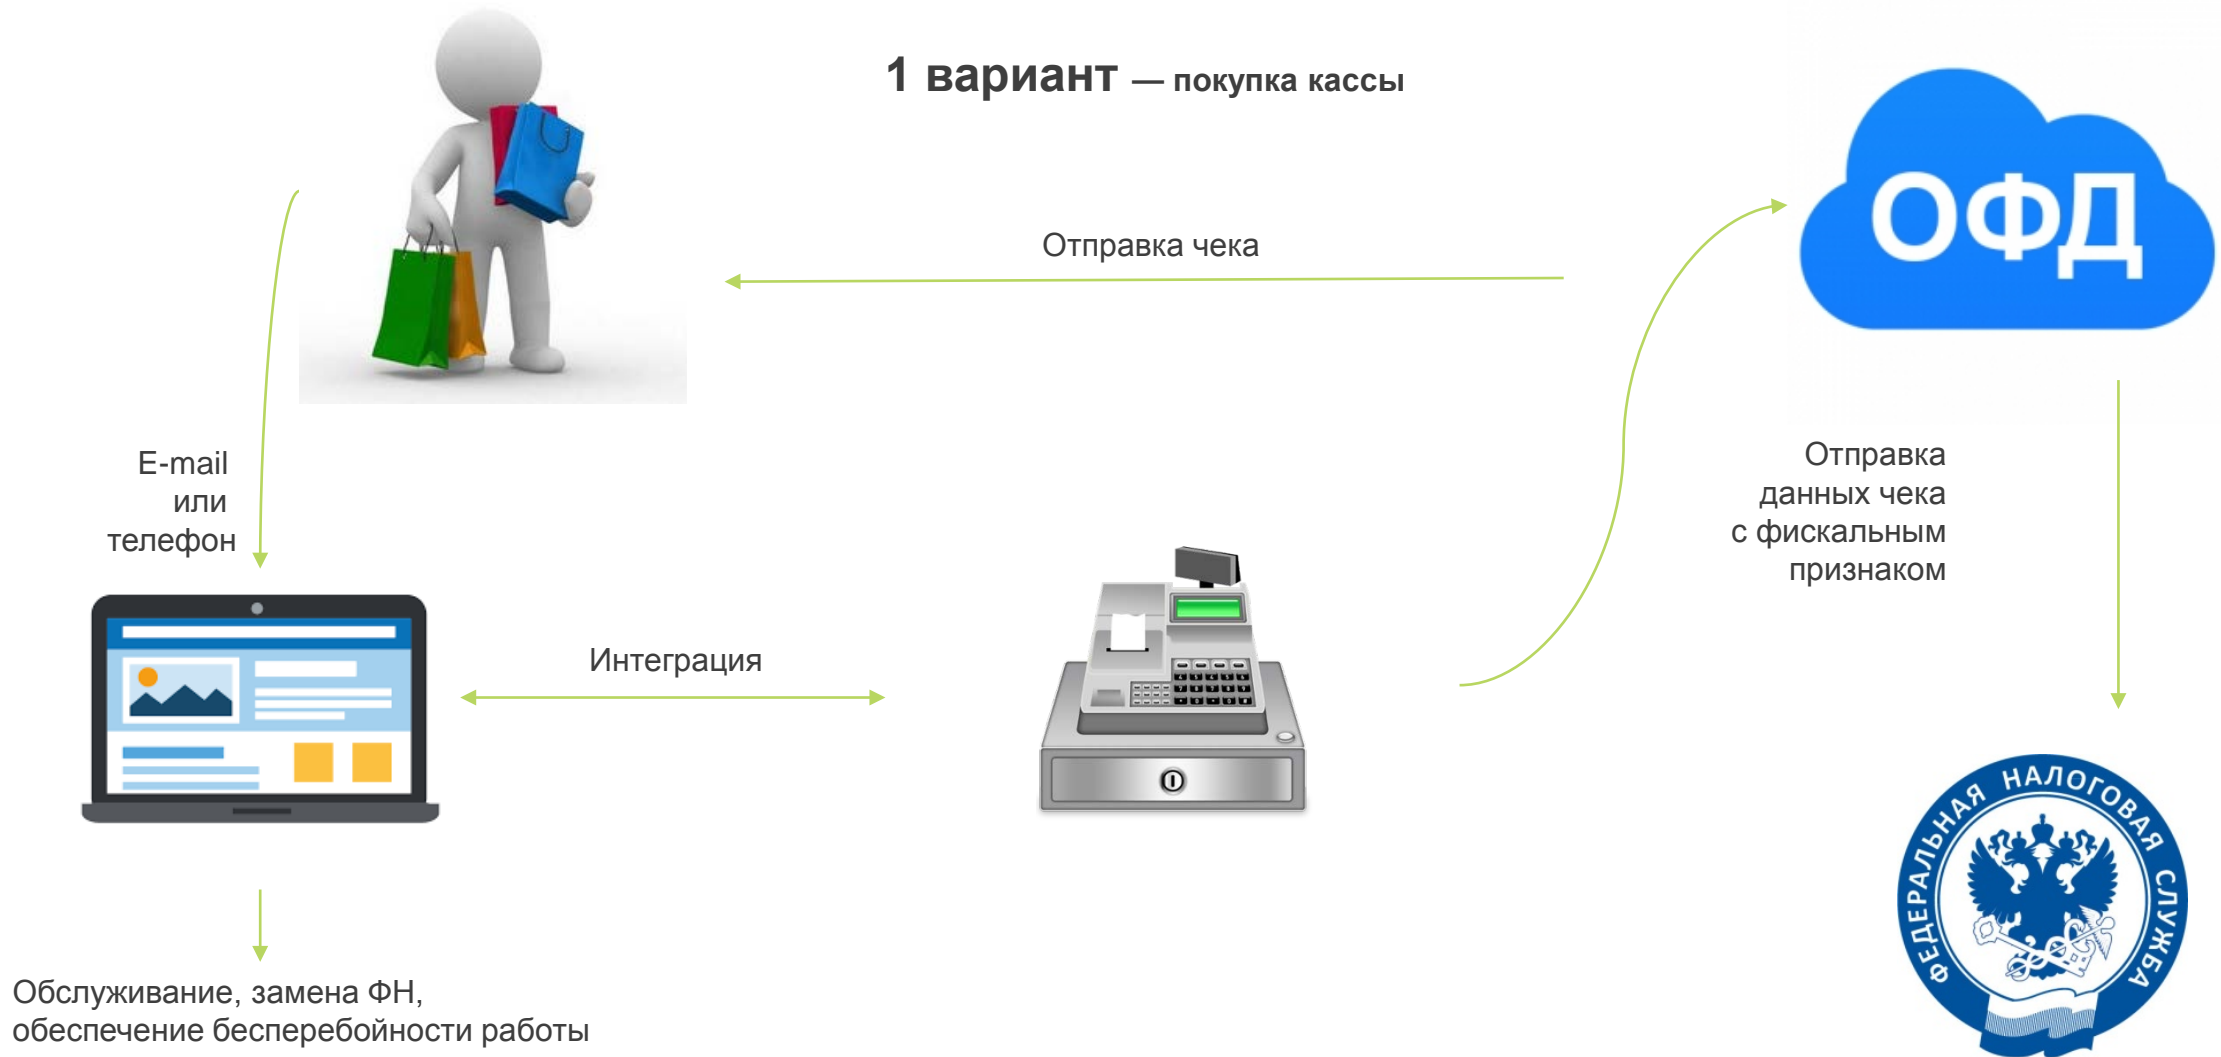 1 вариант — покупка кассы
ОФД
Отправка чека
E-mail
или
телефон
Отправка
данных чека
с фискальным
признаком
Интеграция
ФЕДЕРАЛЬНАЯ НАЛОГОВАЯ СЛУЖБА
Обслуживание, замена ФН,
обеспечение бесперебойности работы